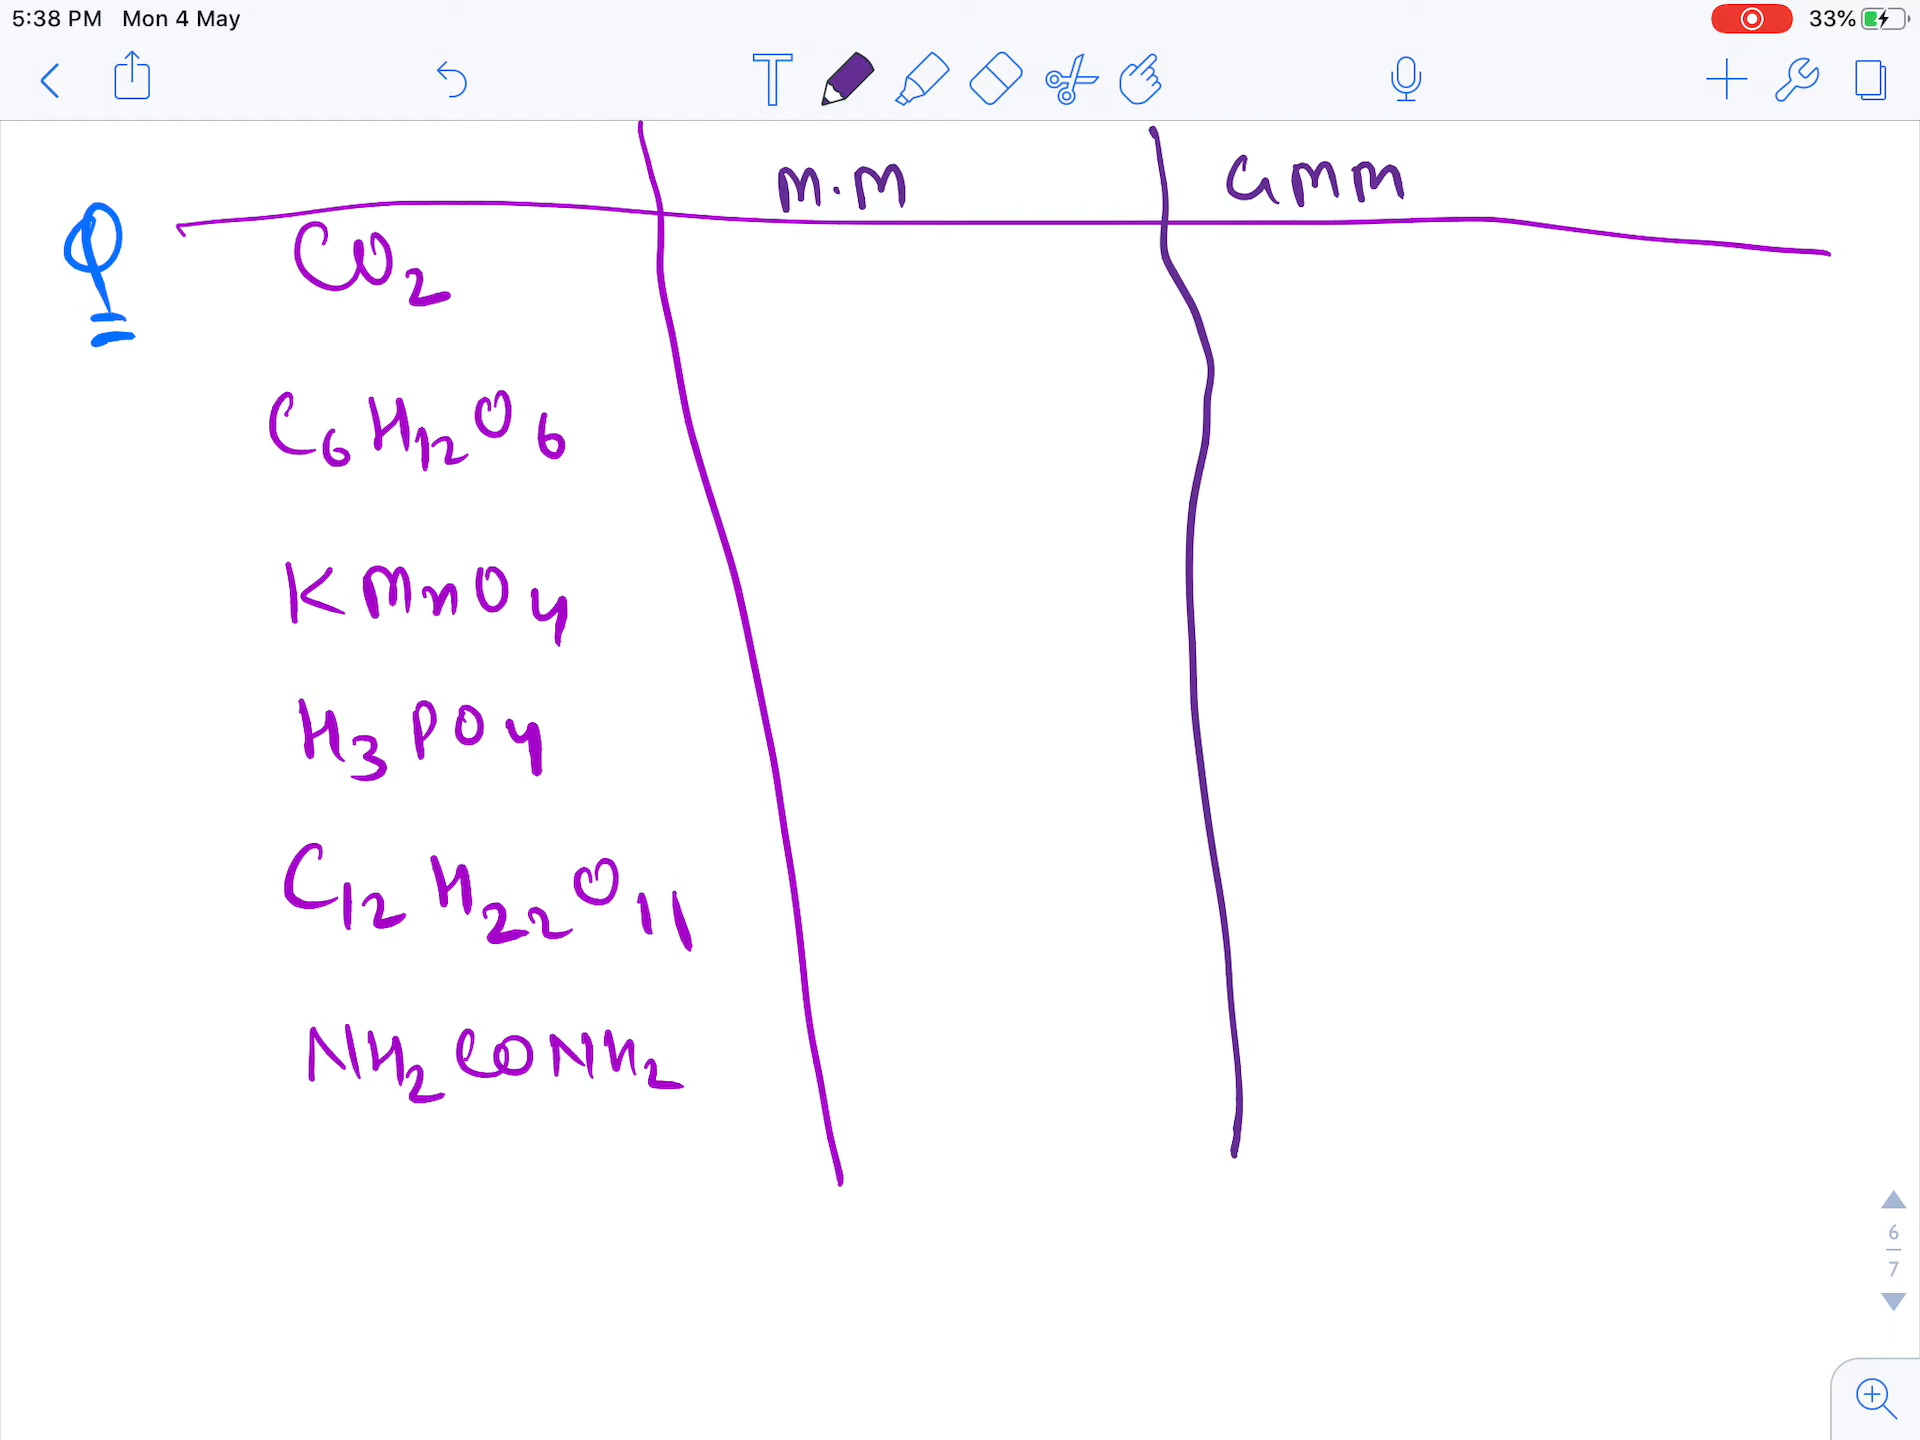 5:38 PM Mon 4 May 33%
T
M.M GMM
Q CO2
C6H12O6
KMnO4
H3PO4
C12H22O11
NH2CONH2
6
7